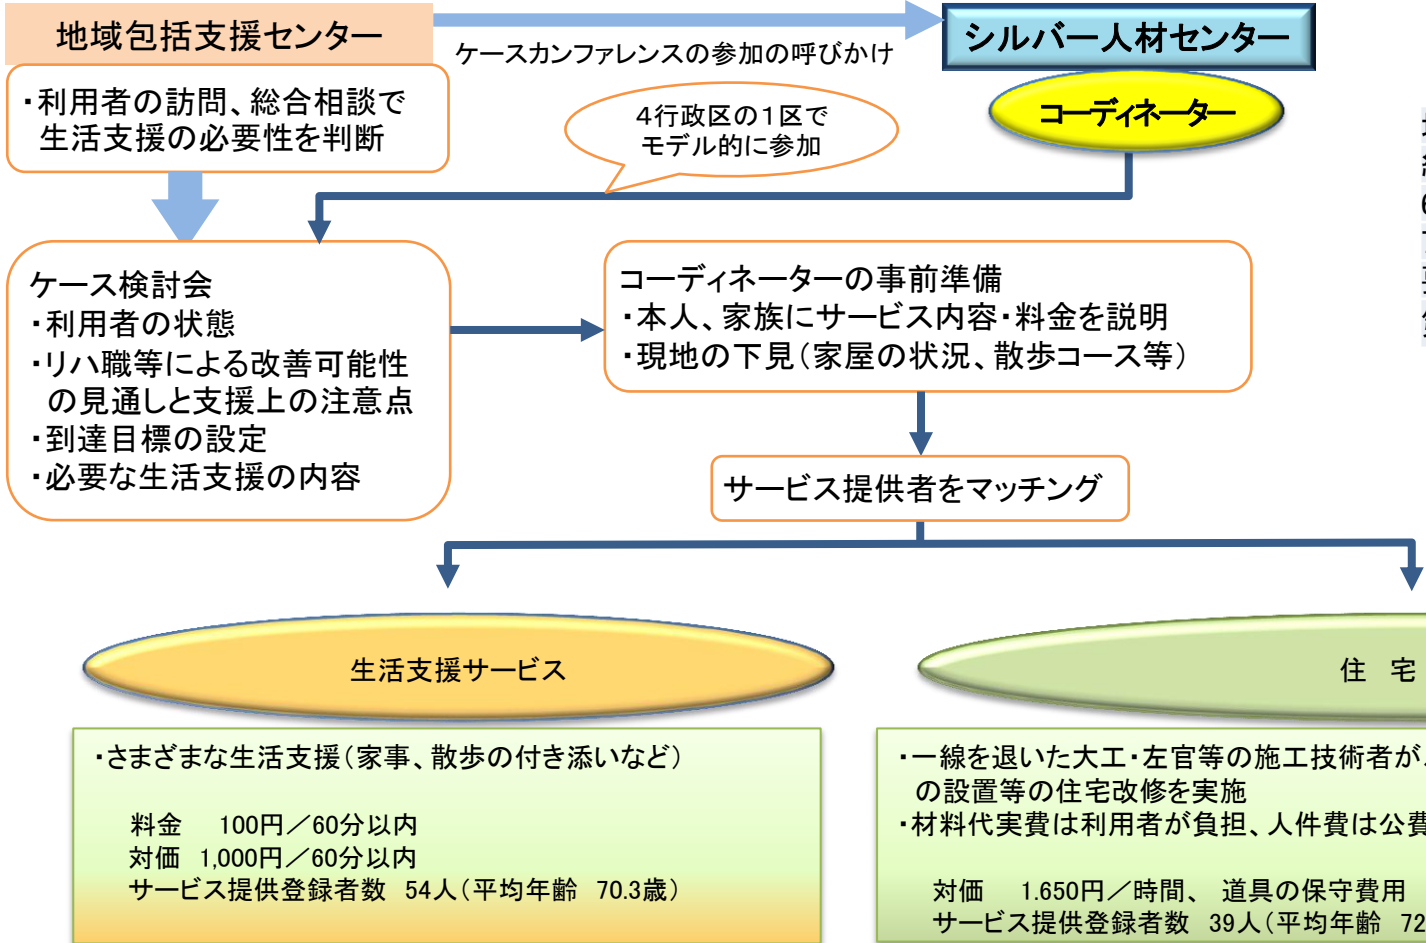 地域包括支援センター
シルバー人材センター
ケースカンファレンスの参加の呼びかけ
コーディネーター
・利用者の訪問、総合相談で
生活支援の必要性を判断
4行政区の1区で
モデル的に参加
ケース検討会
・利用者の状態
・リハ職等による改善可能性
の見通しと支援上の注意点
・到達目標の設定
・必要な生活支援の内容
コーディネーターの事前準備
・本人、家族にサービス内容・料金を説明
・現地の下見(家屋の状況、散歩コース等)
サービス提供者をマッチング
生活支援サービス
・さまざまな生活支援(家事、散歩の付き添いなど)
料金 100円/60分以内
対価 1,000円/60分以内
サービス提供登録者数 54人(平均年齢 70.3歳)
住 宅
・一線を退いた大工・左官等の施工技術者が
の設置等の住宅改修を実施
・材料代実費は利用者が負担、人件費は公費
対価 1.650円/時間、 道具の保守費用
サービス提供登録者数 39人(平均年齢 72